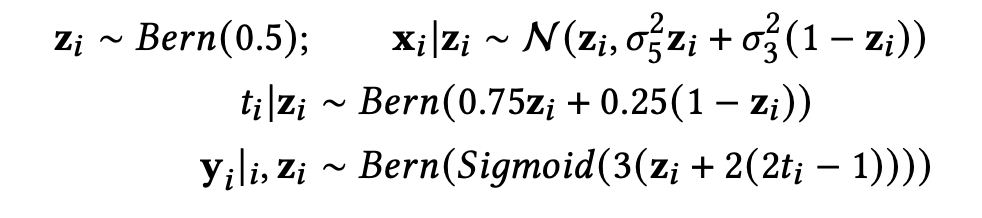 𝐳ᵢ ~ Bern(0.5); 𝐱ᵢ|𝐳ᵢ ~ 𝒩(𝐳ᵢ, σ₅²𝐳ᵢ + σ₃²(1 − 𝐳ᵢ))
tᵢ|𝐳ᵢ ~ Bern(0.75𝐳ᵢ + 0.25(1 − 𝐳ᵢ))
𝐲ᵢ|ᵢ, 𝐳ᵢ ~ Bern(Sigmoid(3(𝐳ᵢ + 2(2tᵢ − 1))))